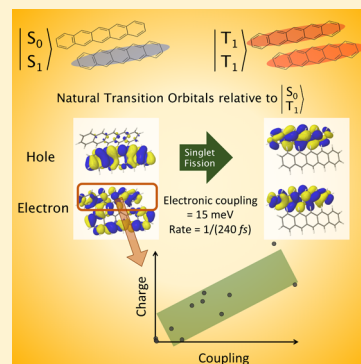 S₀
S₁
T₁
T₁
Natural Transition Orbitals relative to | S₀ T₁ ⟩
Hole
Singlet
Fission
Electron
Electronic coupling
= 15 meV
Rate = 1/(240 fs)
Charge
Coupling